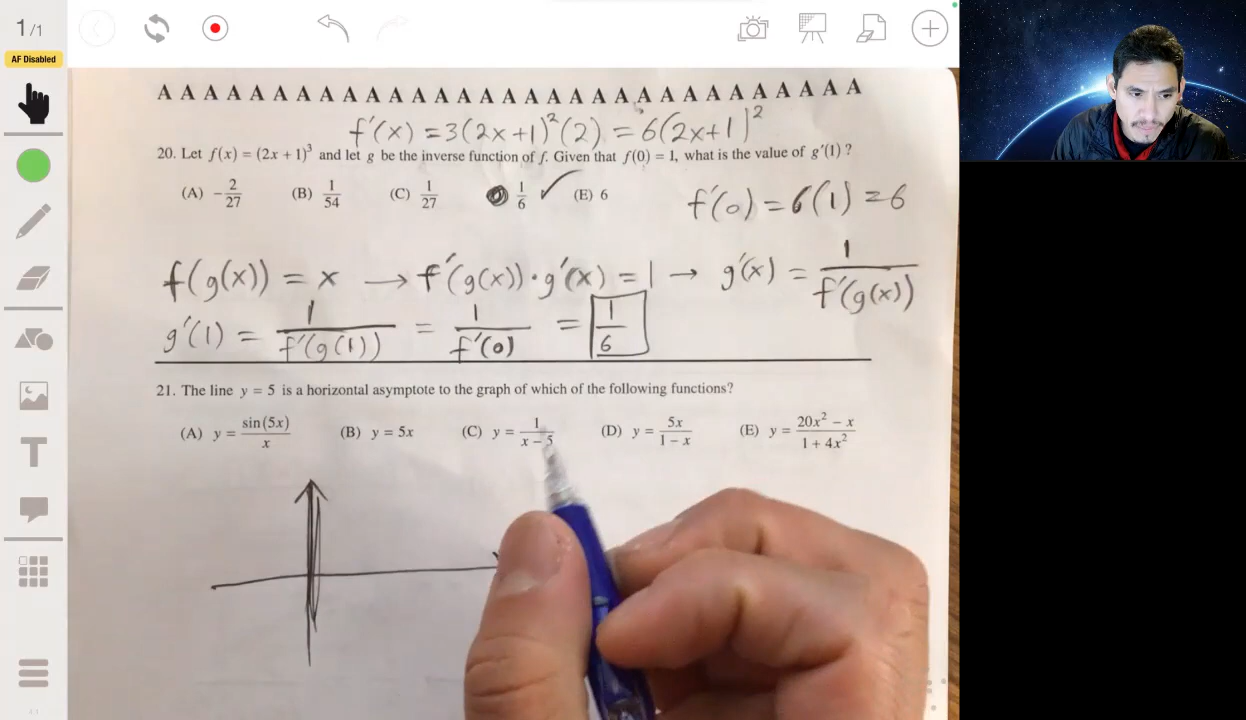 1/1
AF Disabled
T
A A A A A A A A A A A A A A A A A A A A A A A A A A A A A A A
f'(x) = 3(2x+1)²(2) = 6(2x+1)²
20. Let f(x) = (2x + 1)³ and let g be the inverse function of f. Given that f(0) = 1, what is the value of g'(1) ?
(A) −2/27 (B) 1/54 (C) 1/27 1/6 ✓ (E) 6
f'(0) = 6(1) = 6
f(g(x)) = x → f'(g(x))·g'(x) = 1 → g'(x) = 1/f'(g(x))
g'(1) = 1/f'(g(1)) = 1/f'(0) = 1/6
21. The line y = 5 is a horizontal asymptote to the graph of which of the following functions?
(A) y = sin(5x)/x (B) y = 5x (C) y = 1/(x − 5) (D) y = 5x/(1 − x) (E) y = (20x² − x)/(1 + 4x²)